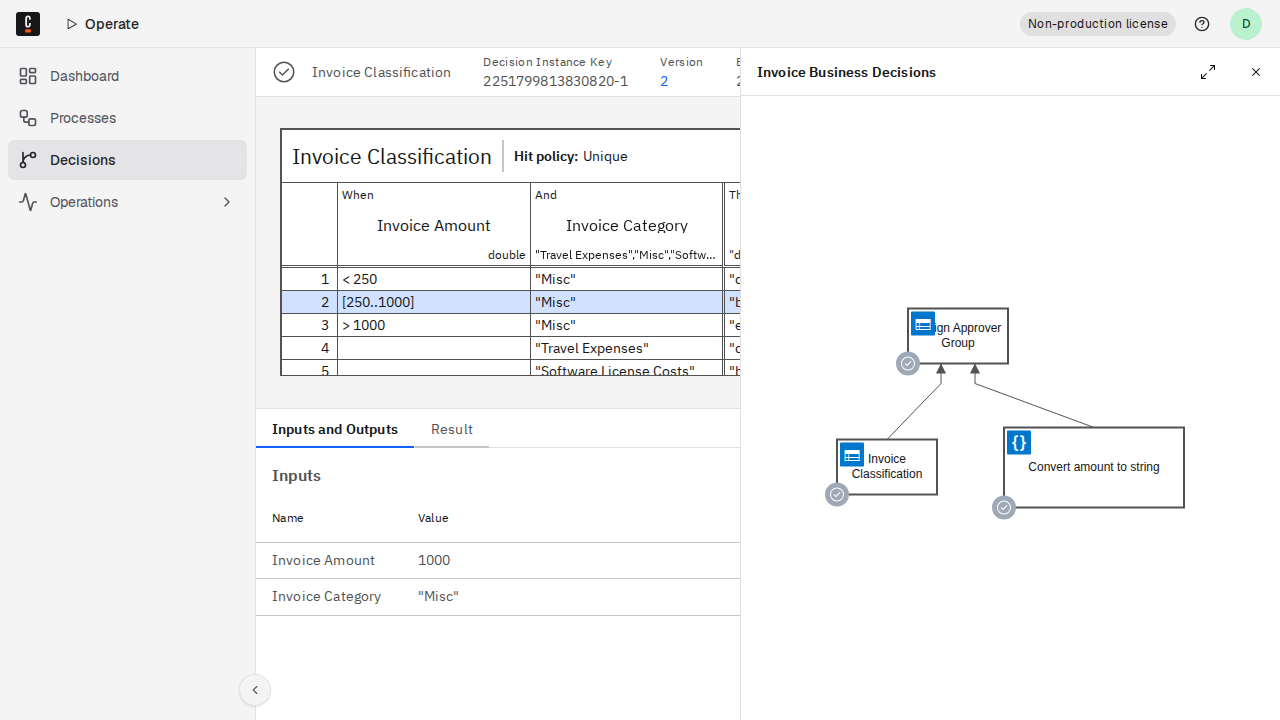 C
Operate
Non-production license
D
Dashboard
Processes
Decisions
Operations
Invoice Classification
Decision Instance Key
2251799813830820-1
Version
2
Invoice Business Decisions
Invoice Classification
Hit policy: Unique
When
And
Th
Invoice Amount
Invoice Category
double
"Travel Expenses","Misc","Softw...
"d
1
< 250
"Misc"
2
[250..1000]
"Misc"
"b
3
> 1000
"Misc"
"e
4
"Travel Expenses"
5
"Software License Costs"
"b
Inputs and Outputs
Result
Inputs
Name
Value
Invoice Amount
1000
Invoice Category
"Misc"
ign Approver
Group
Invoice
Classification
{}
Convert amount to string